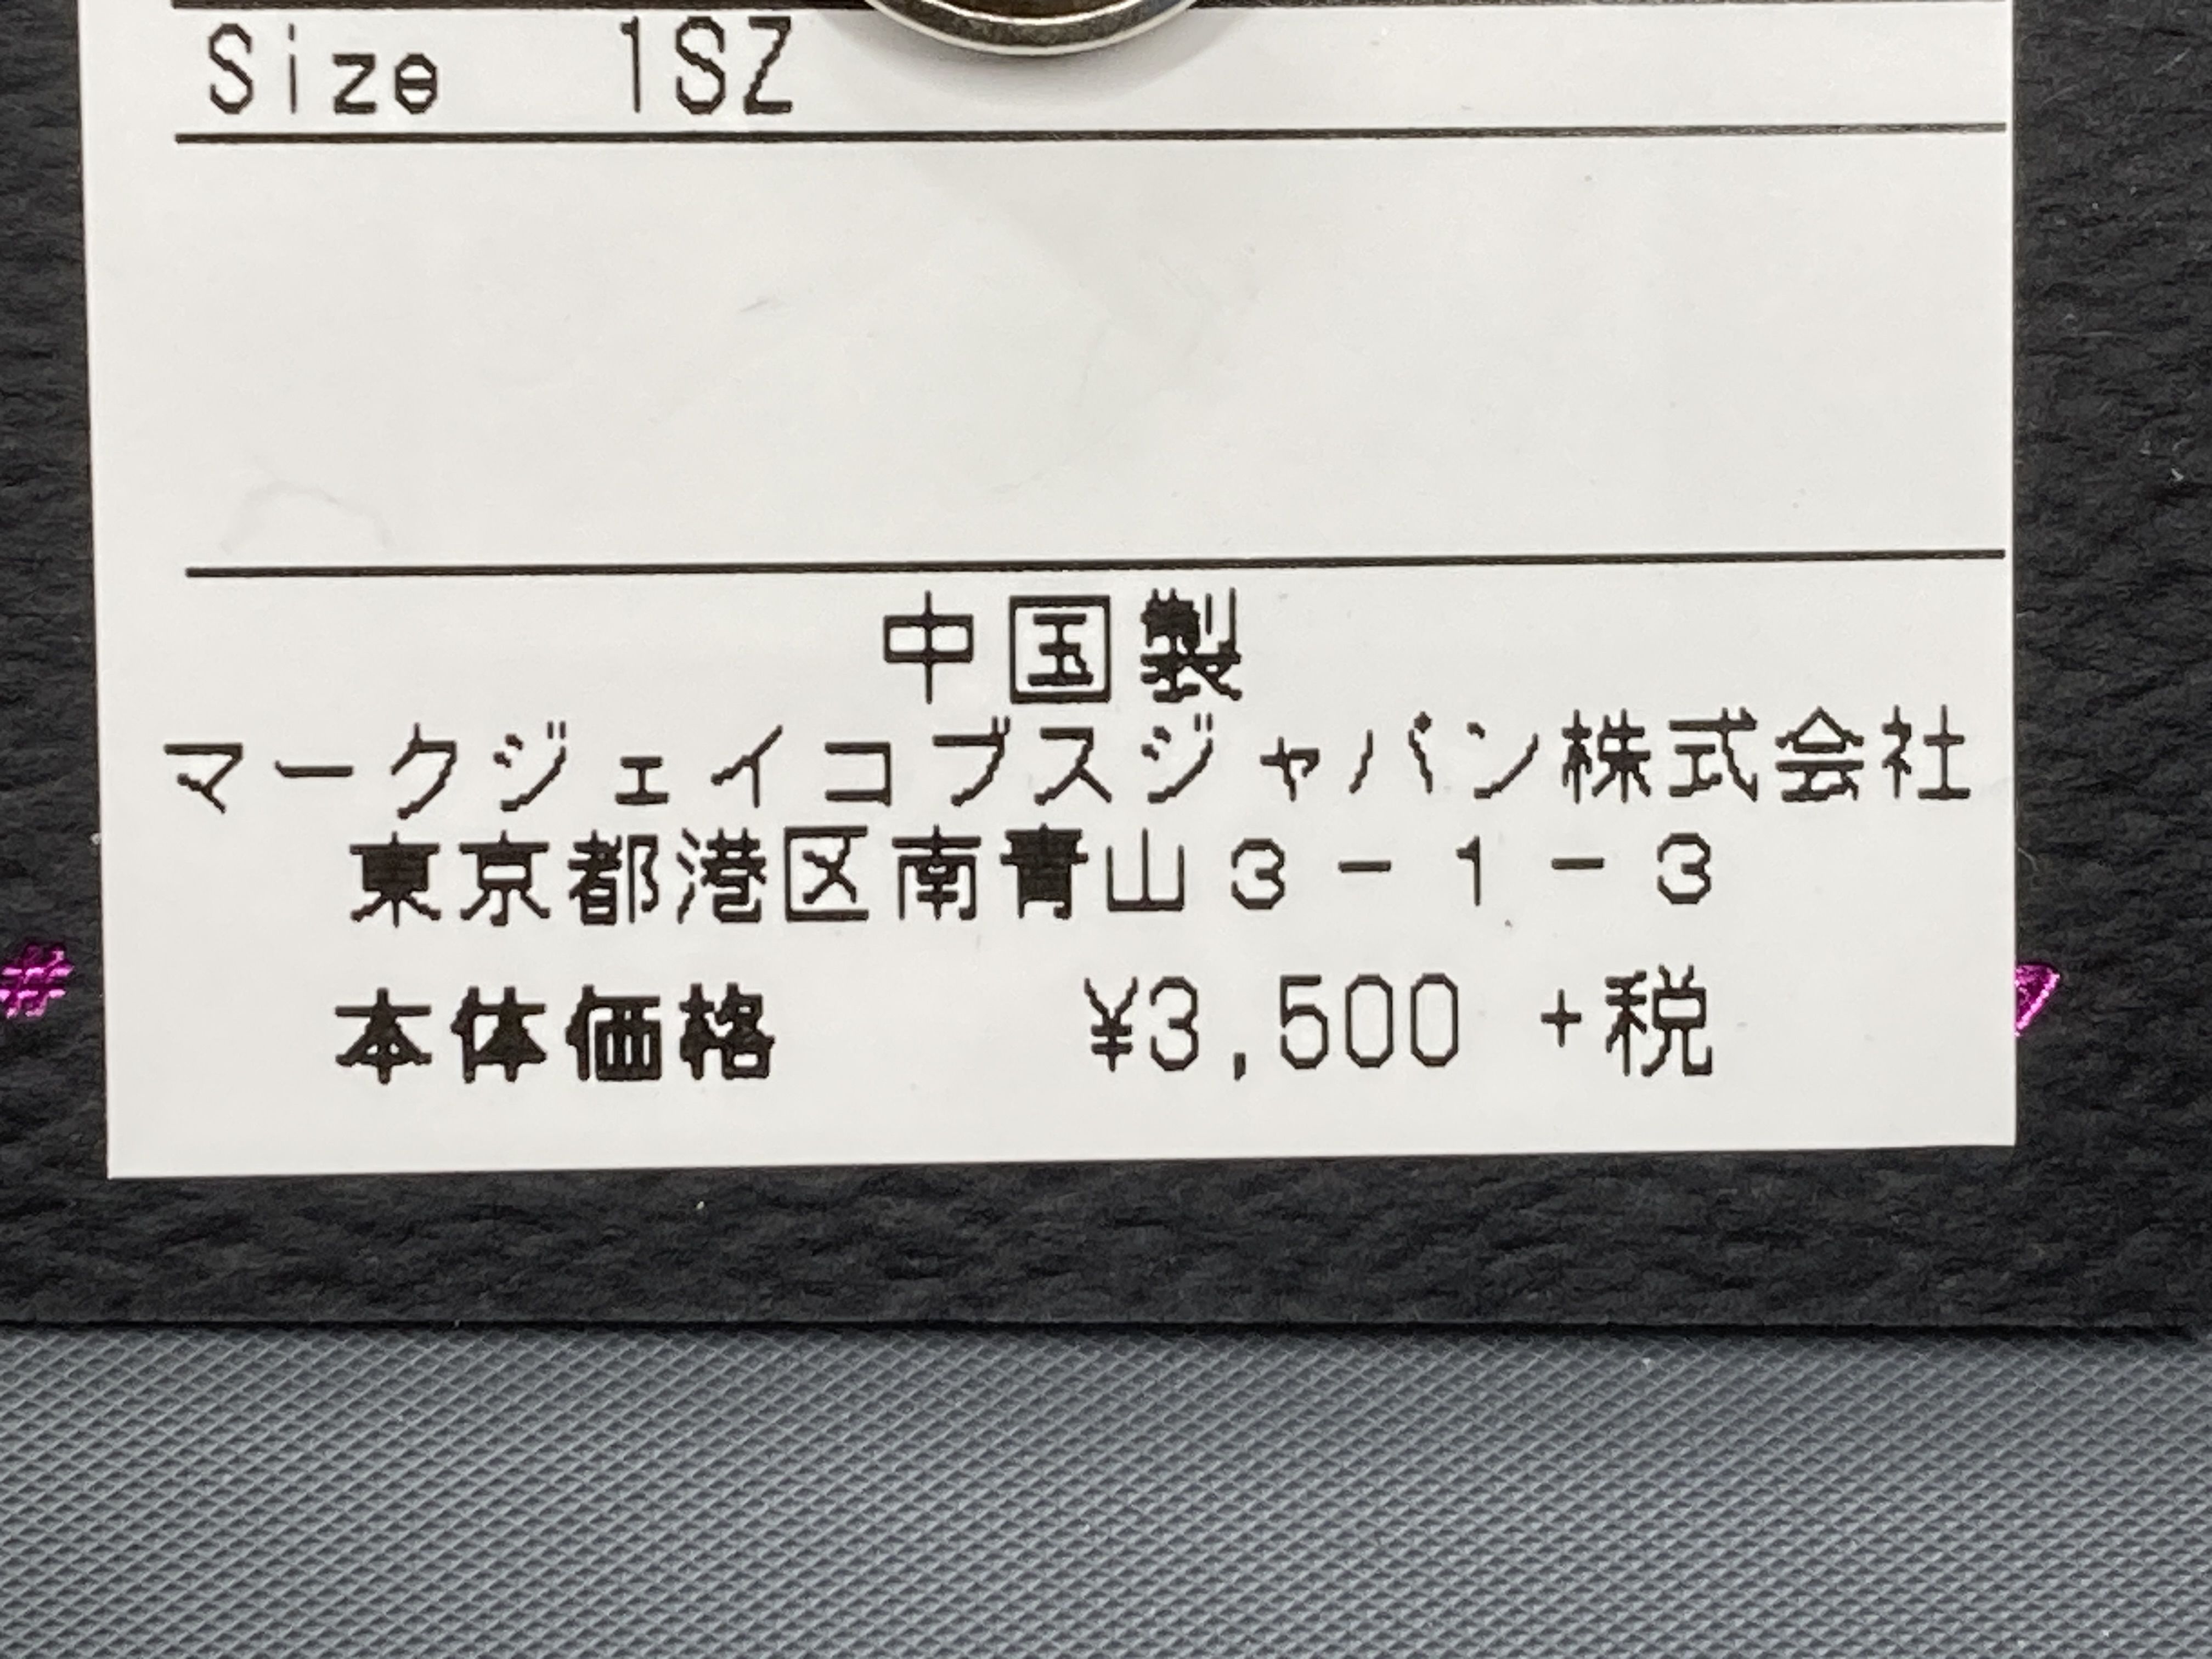 Size 1SZ
中国製
マークジェイコブスジャパン株式会社
東京都港区南青山3-1-3
#
本体価格 ¥3,500 +税